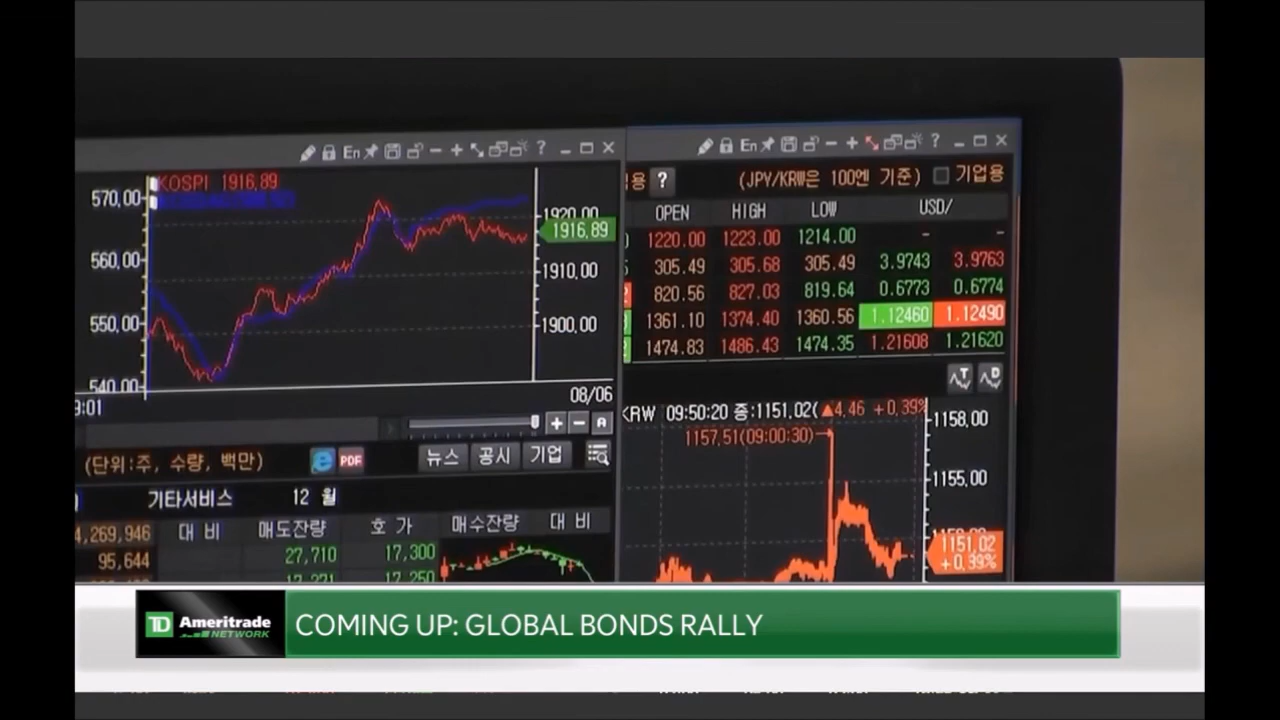 En ?
En ?
570,00
560,00
550,00
540,00
KOSPI 1916,89
1920,00
1916,89
1910,00
1900,00
9:01
08/06
용 ? (JPY/KRW은 100엔 기준) 기업용
OPEN HIGH LOW USD/
1220.00 1223.00 1214.00 - -
305.49 305.68 305.49 3.9743 3.9763
820.56 827.03 819.64 0.6773 0.6774
1361.10 1374.40 1360.56 1.12460 1.12490
1474.83 1486.43 1474.35 1.21608 1.21620
KRW 09:50:20 종:1151.02(▲4.46 +0.39%
1157,51(09:00:30)
1158,00
1155,00
1151,02
+0,39%
(단위:주, 수량, 백만) PDF 뉴스 공시 기업
기타서비스 12 월
4,269,946 대 비 매도잔량 호 가 매수잔량 대 비
95,644 27,710 17,300
17,250
TD Ameritrade
NETWORK
COMING UP: GLOBAL BONDS RALLY